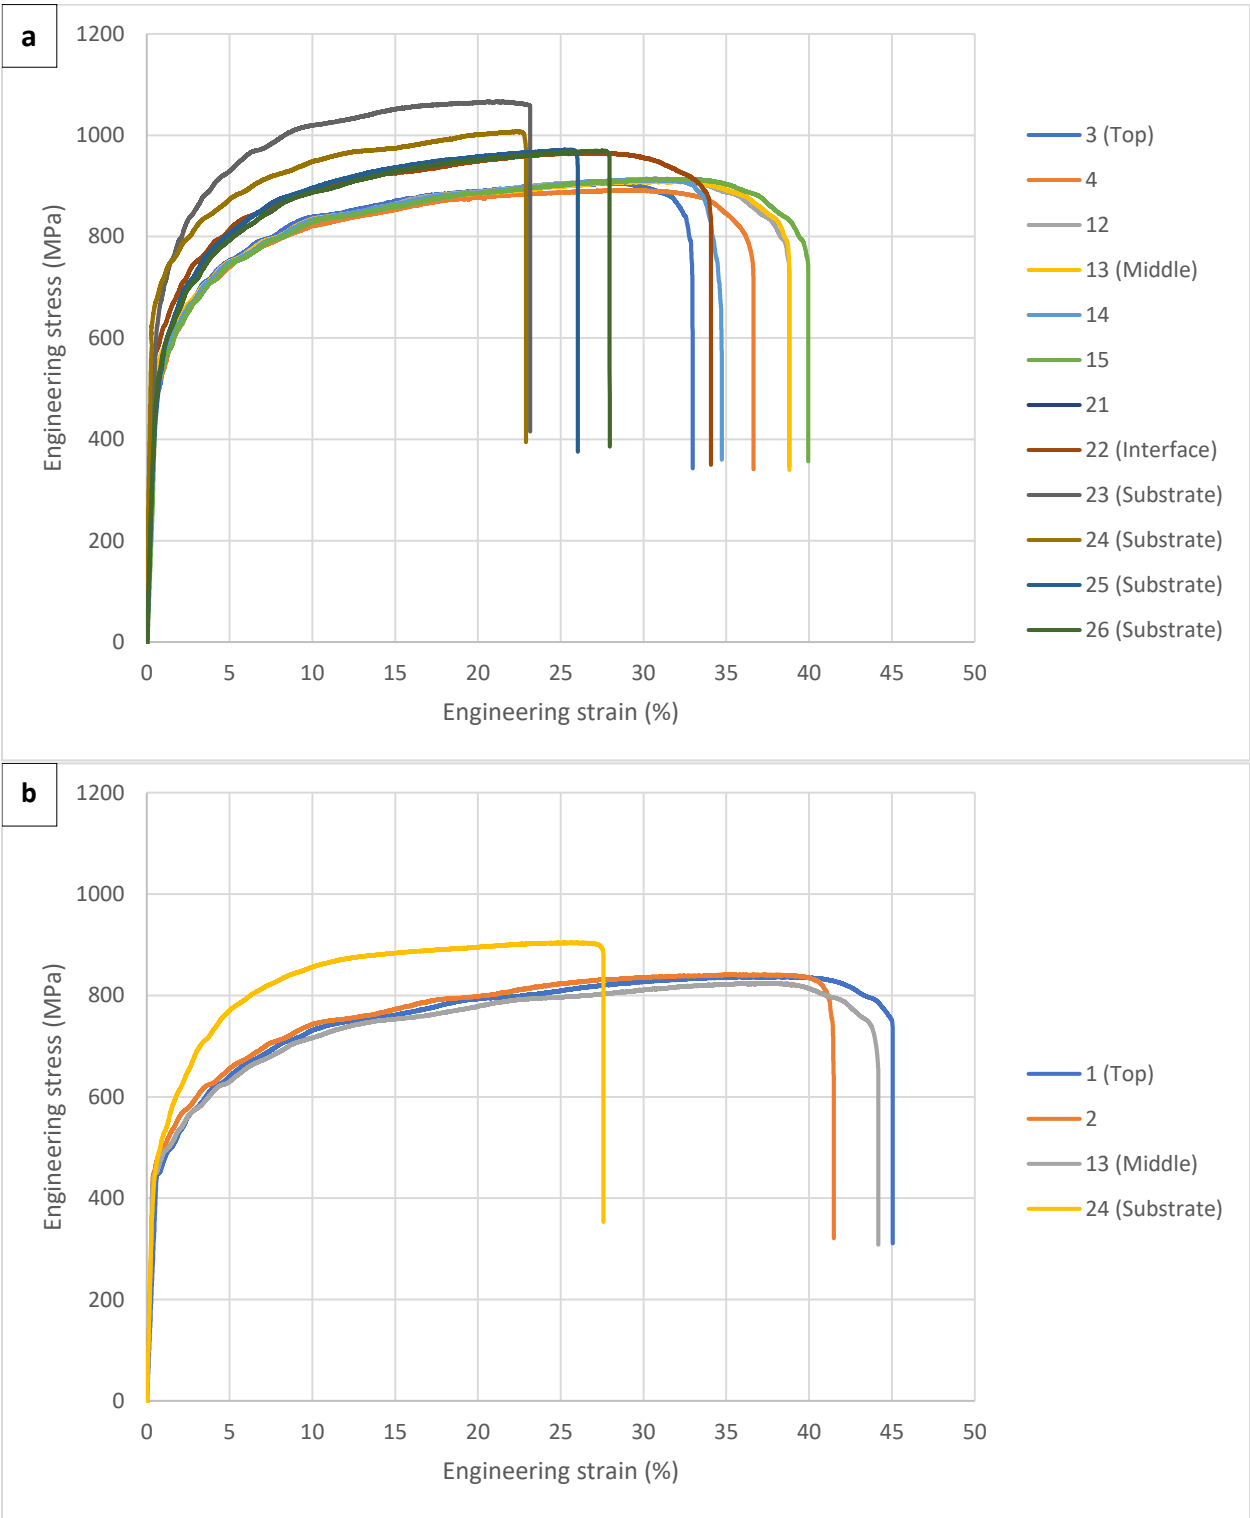 a
1200
1000
800
600
400
200
0
Engineering stress (MPa)
0 5 10 15 20 25 30 35 40 45 50
Engineering strain (%)
3 (Top)
4
12
13 (Middle)
14
15
21
22 (Interface)
23 (Substrate)
24 (Substrate)
25 (Substrate)
26 (Substrate)
b
1200
1000
800
600
400
200
0
Engineering stress (MPa)
0 5 10 15 20 25 30 35 40 45 50
Engineering strain (%)
1 (Top)
2
13 (Middle)
24 (Substrate)